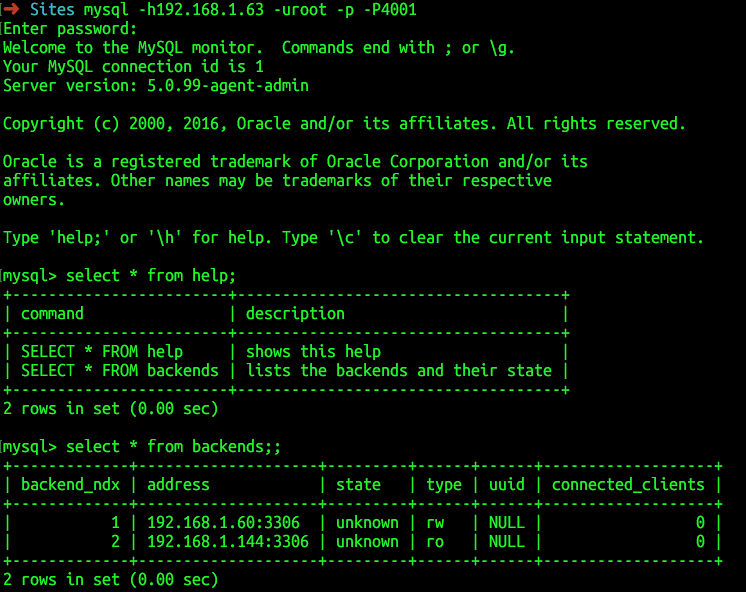 ➜ Sites mysql -h192.168.1.63 -uroot -p -P4001
Enter password:
Welcome to the MySQL monitor.  Commands end with ; or \g.
Your MySQL connection id is 1
Server version: 5.0.99-agent-admin

Copyright (c) 2000, 2016, Oracle and/or its affiliates. All rights reserved.

Oracle is a registered trademark of Oracle Corporation and/or its
affiliates. Other names may be trademarks of their respective
owners.

Type 'help;' or '\h' for help. Type '\c' to clear the current input statement.

mysql> select * from help;
+------------------------+------------------------------------+
| command                | description                        |
+------------------------+------------------------------------+
| SELECT * FROM help     | shows this help                    |
| SELECT * FROM backends | lists the backends and their state |
+------------------------+------------------------------------+
2 rows in set (0.00 sec)

mysql> select * from backends;;
+-------------+--------------------+---------+------+------+-------------------+
| backend_ndx | address            | state   | type | uuid | connected_clients |
+-------------+--------------------+---------+------+------+-------------------+
|           1 | 192.168.1.60:3306  | unknown | rw   | NULL |                 0 |
|           2 | 192.168.1.144:3306 | unknown | ro   | NULL |                 0 |
+-------------+--------------------+---------+------+------+-------------------+
2 rows in set (0.00 sec)